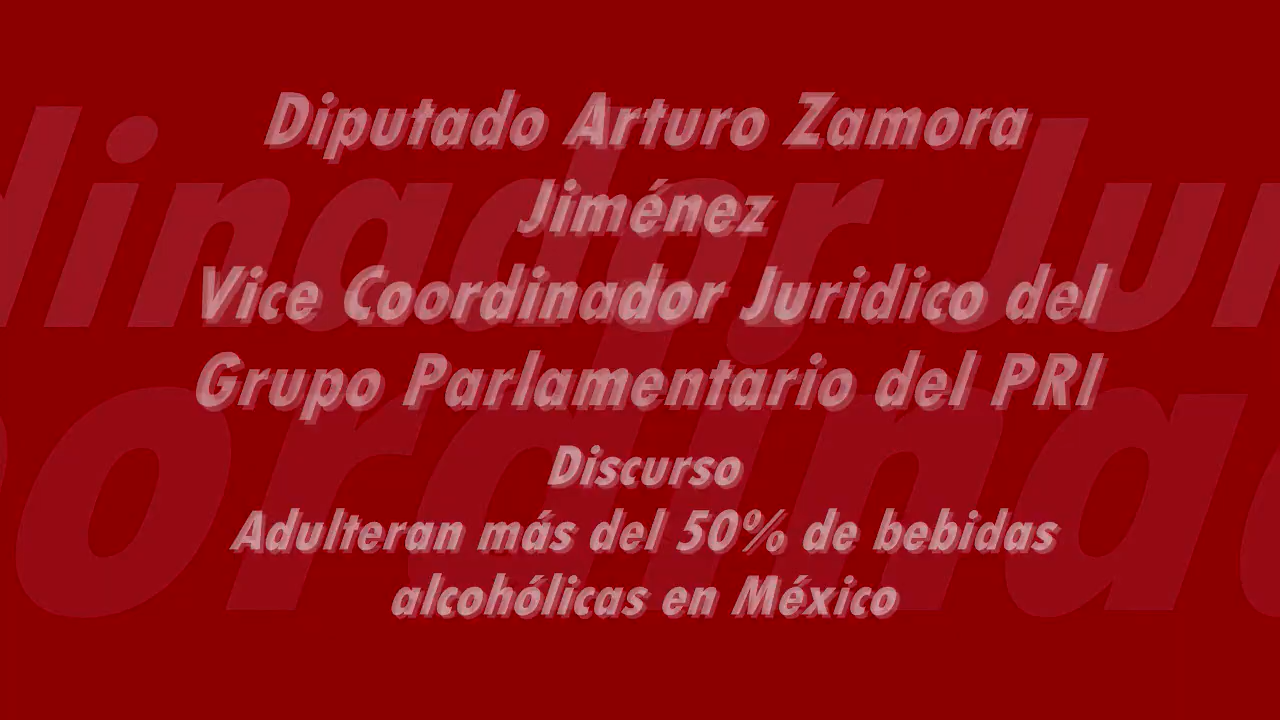 Diputado Arturo Zamora
Jiménez
Vice Coordinador Juridico del
Grupo Parlamentario del PRI
Discurso
Adulteran más del 50% de bebidas
alcohólicas en México